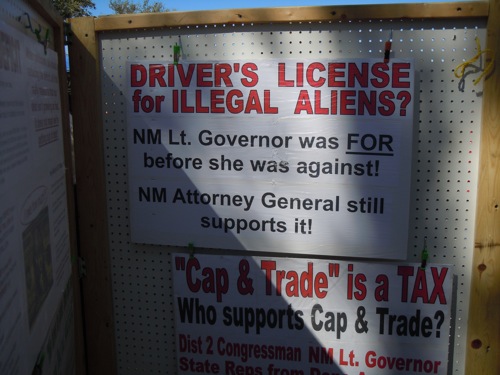 DRIVER'S LICENSE
for ILLEGAL ALIENS?
NM Lt. Governor was FOR
before she was against!
NM Attorney General still
supports it!
"Cap & Trade" is a TAX
Who supports Cap & Trade?
Dist 2 Congressman NM Lt. Governor
State Reps from